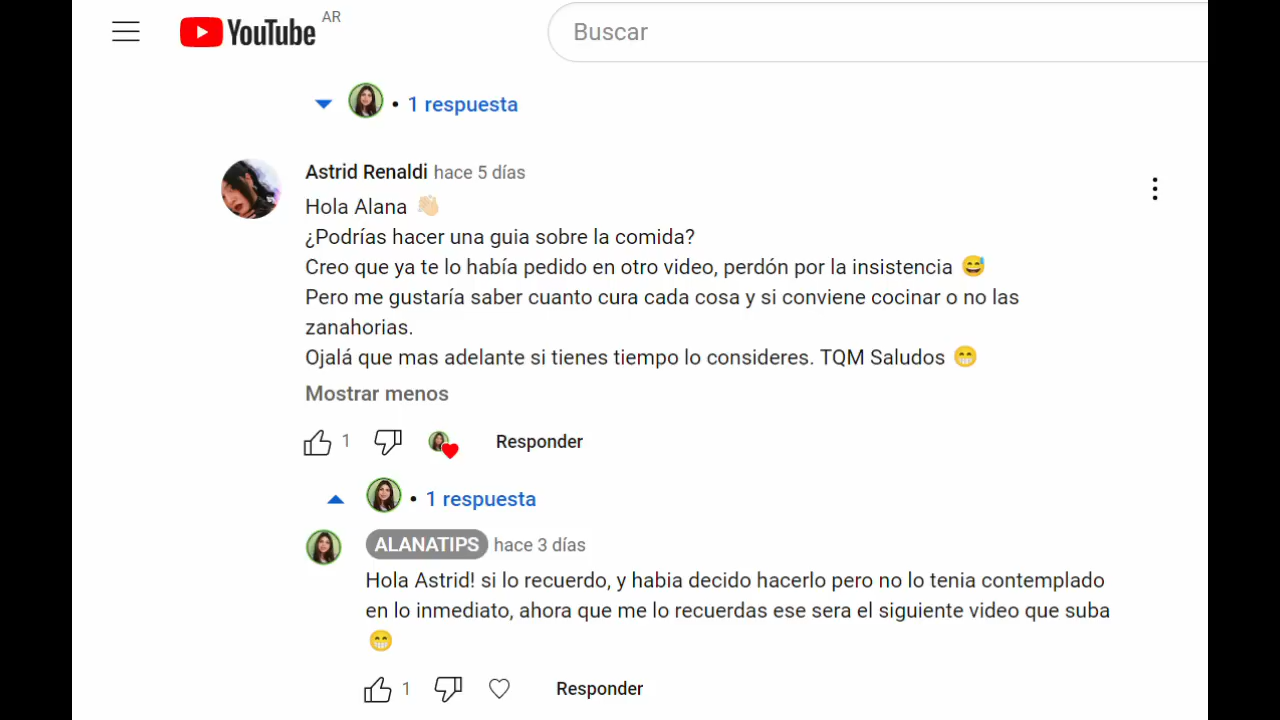 YouTube AR
Buscar
• 1 respuesta
Astrid Renaldi hace 5 días
Hola Alana 👋🏻
¿Podrías hacer una guia sobre la comida?
Creo que ya te lo había pedido en otro video, perdón por la insistencia 😅
Pero me gustaría saber cuanto cura cada cosa y si conviene cocinar o no las
zanahorias.
Ojalá que mas adelante si tienes tiempo lo consideres. TQM Saludos 😁
Mostrar menos
1 Responder
• 1 respuesta
ALANATIPS hace 3 días
Hola Astrid! si lo recuerdo, y habia decido hacerlo pero no lo tenia contemplado
en lo inmediato, ahora que me lo recuerdas ese sera el siguiente video que suba
😁
1 Responder